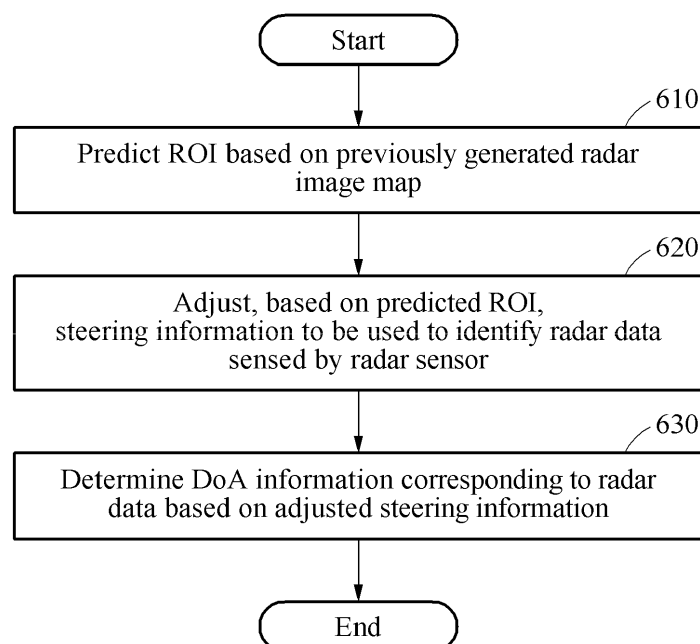 Start
610
Predict ROI based on previously generated radar
image map
620
Adjust, based on predicted ROI,
steering information to be used to identify radar data
sensed by radar sensor
630
Determine DoA information corresponding to radar
data based on adjusted steering information
End